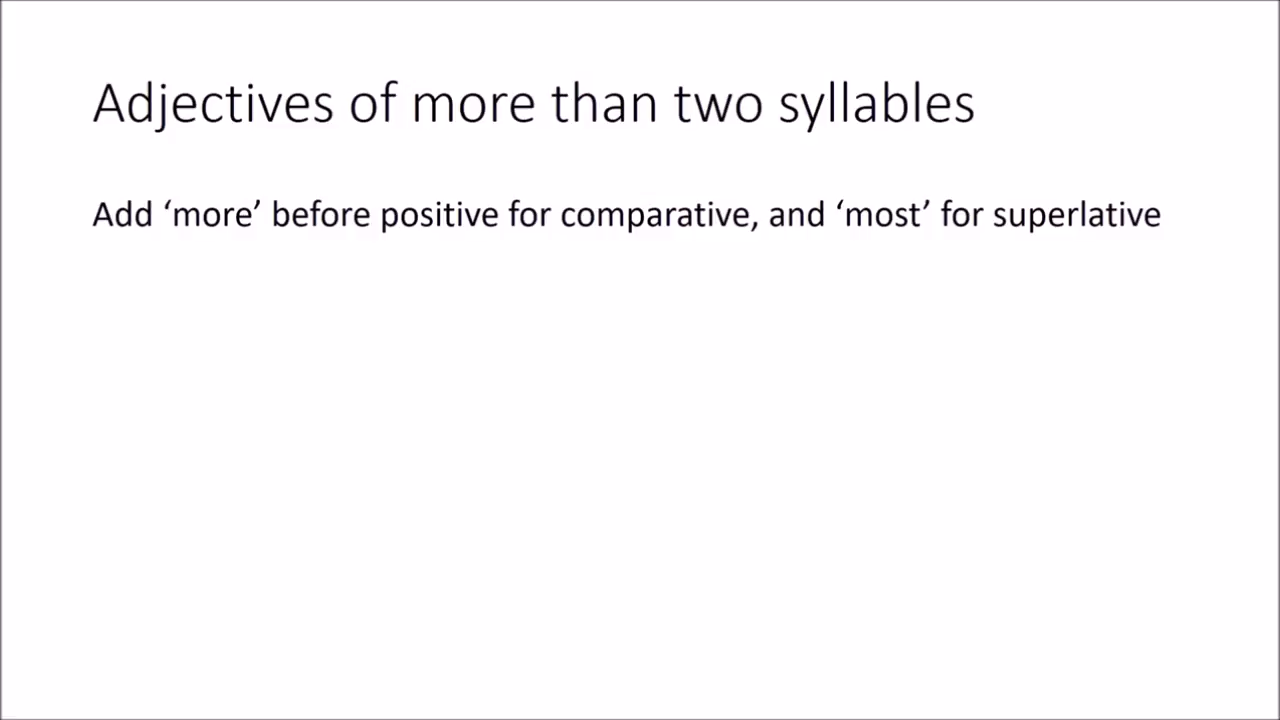 Adjectives of more than two syllables
Add ‘more’ before positive for comparative, and ‘most’ for superlative